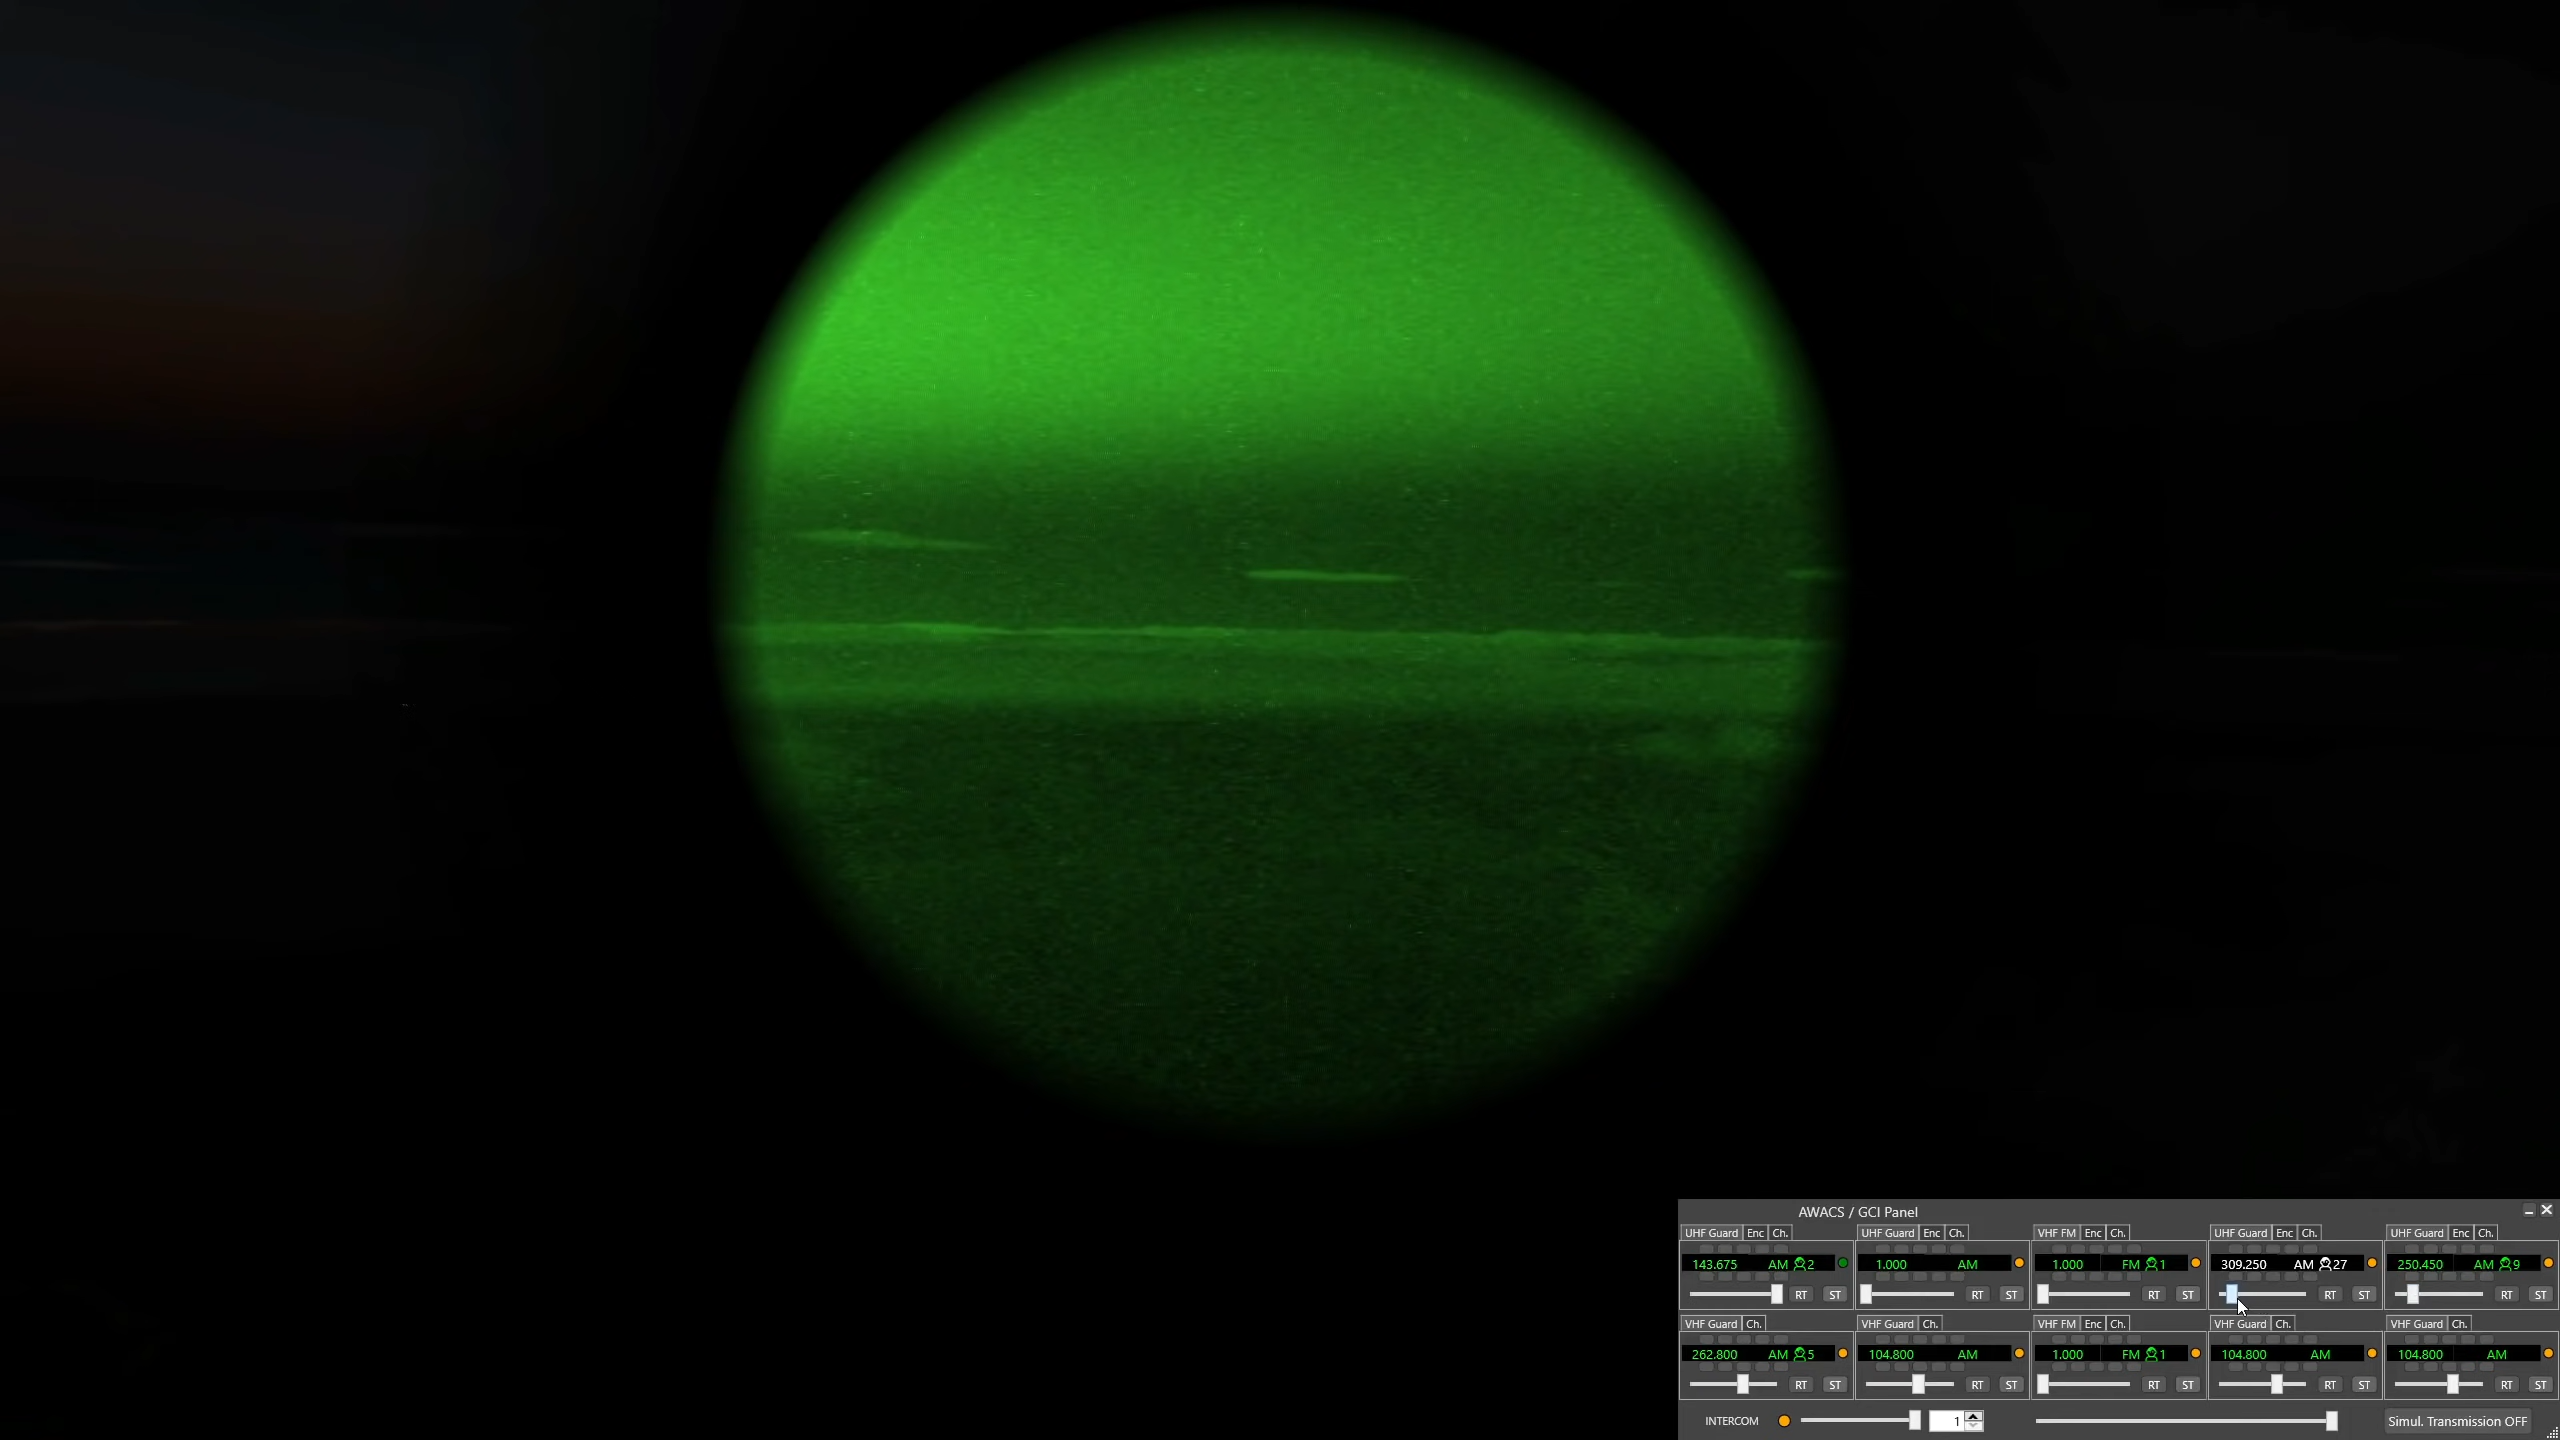 AWACS / GCI Panel
UHF Guard Enc Ch. UHF Guard Enc Ch. VHF FM Enc Ch. UHF Guard Enc Ch. UHF Guard Enc Ch.
143.675 AM 2 1.000 AM 1.000 FM 1 309.250 AM 27 250.450 AM 9
RT ST RT ST RT ST RT ST RT ST
VHF Guard Ch. VHF Guard Ch. VHF FM Enc Ch. VHF Guard Ch. VHF Guard Ch.
262.800 AM 5 104.800 AM 1.000 FM 1 104.800 AM 104.800 AM
RT ST RT ST RT ST RT ST RT ST
INTERCOM 1 Simul. Transmission OFF